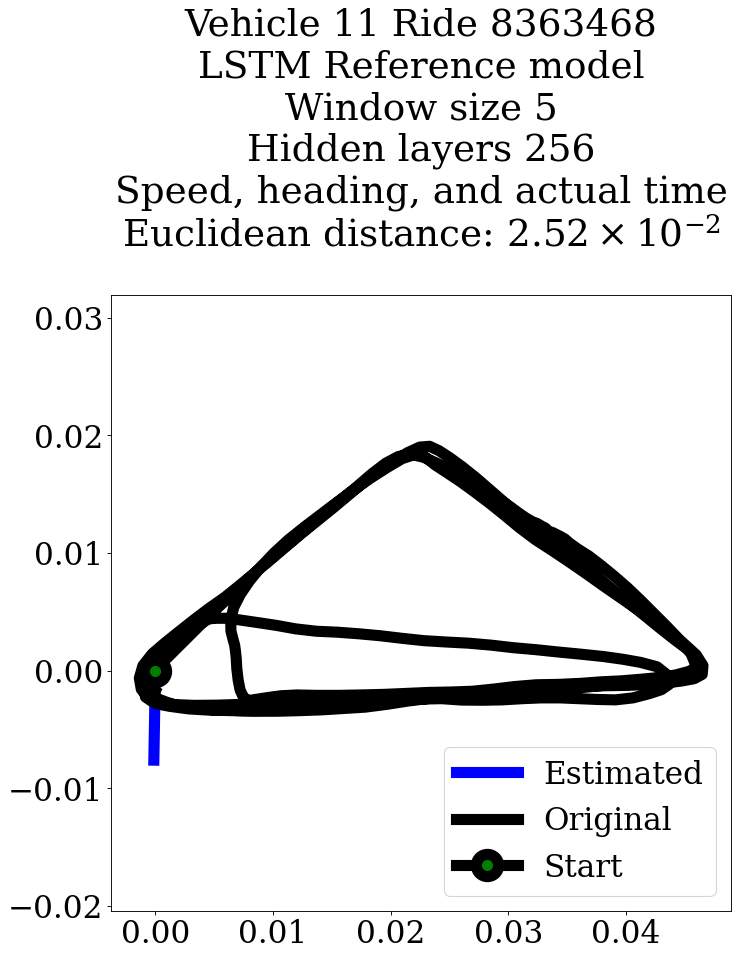 Vehicle 11 Ride 8363468
LSTM Reference model
Window size 5
Hidden layers 256
Speed, heading, and actual time
Euclidean distance: 2.52 × 10⁻²
0.03
0.02
0.01
0.00
−0.01
−0.02
Estimated
Original
Start
0.00 0.01 0.02 0.03 0.04